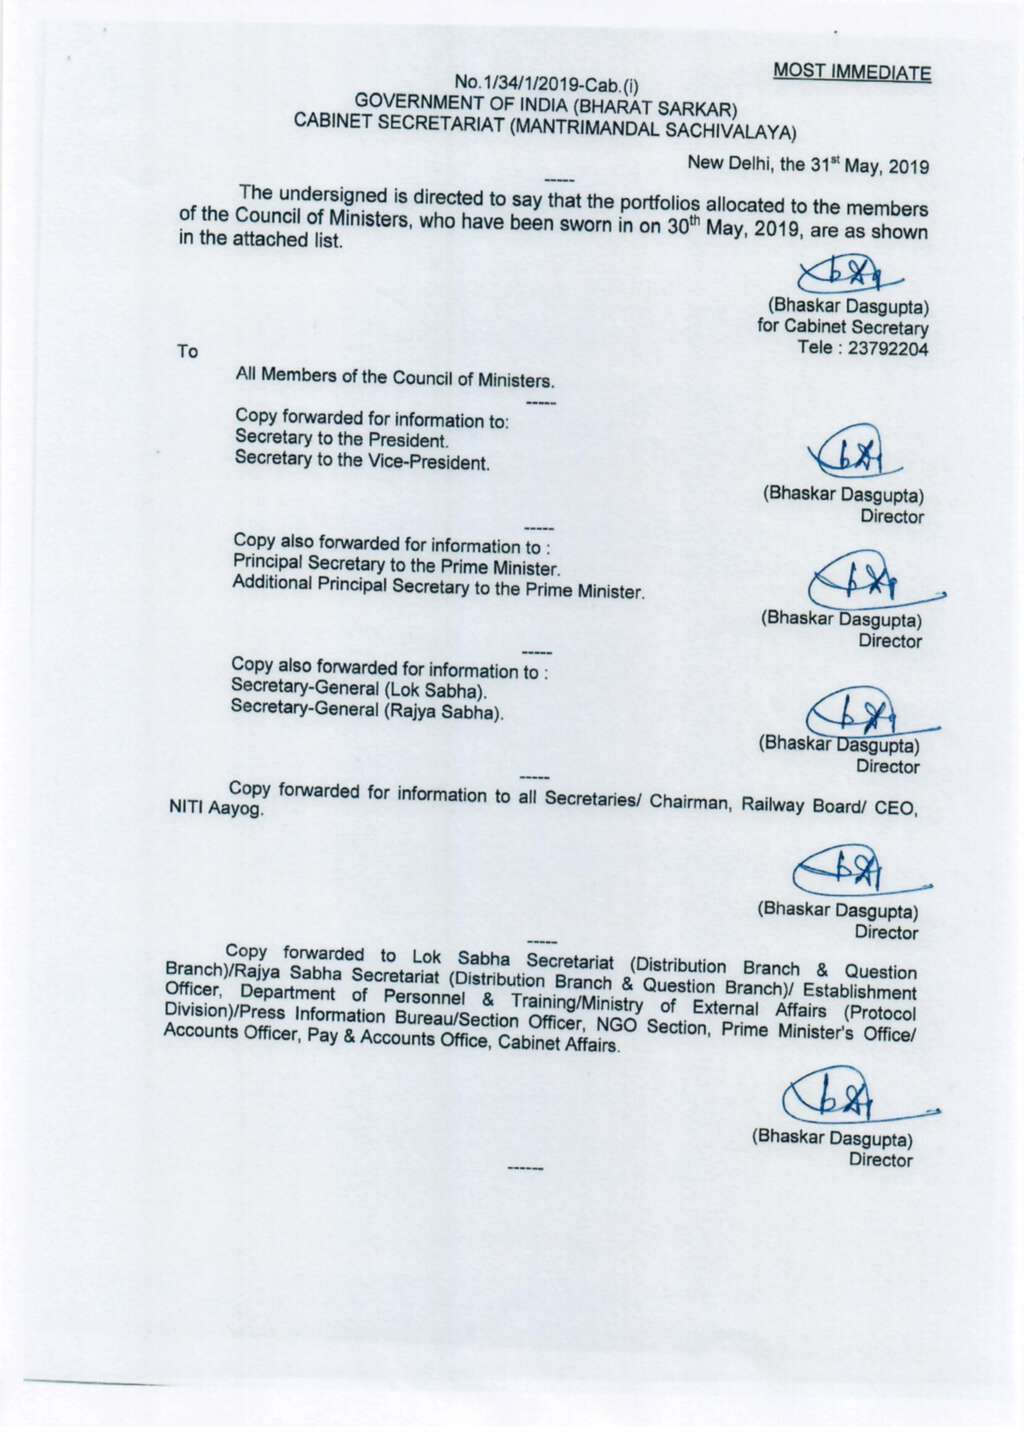 MOST IMMEDIATE
No.1/34/1/2019-Cab.(i)
GOVERNMENT OF INDIA (BHARAT SARKAR)
CABINET SECRETARIAT (MANTRIMANDAL SACHIVALAYA)
New Delhi, the 31st May, 2019
-----
The undersigned is directed to say that the portfolios allocated to the members
of the Council of Ministers, who have been sworn in on 30th May, 2019, are as shown
in the attached list.
(Bhaskar Dasgupta)
for Cabinet Secretary
Tele : 23792204
To
All Members of the Council of Ministers.
-----
Copy forwarded for information to:
Secretary to the President.
Secretary to the Vice-President.
(Bhaskar Dasgupta)
Director
-----
Copy also forwarded for information to :
Principal Secretary to the Prime Minister.
Additional Principal Secretary to the Prime Minister.
(Bhaskar Dasgupta)
Director
-----
Copy also forwarded for information to :
Secretary-General (Lok Sabha).
Secretary-General (Rajya Sabha).
(Bhaskar Dasgupta)
Director
-----
Copy forwarded for information to all Secretaries/ Chairman, Railway Board/ CEO,
NITI Aayog.
(Bhaskar Dasgupta)
Director
-----
Copy forwarded to Lok Sabha Secretariat (Distribution Branch & Question
Branch)/Rajya Sabha Secretariat (Distribution Branch & Question Branch)/ Establishment
Officer, Department of Personnel & Training/Ministry of External Affairs (Protocol
Division)/Press Information Bureau/Section Officer, NGO Section, Prime Minister's Office/
Accounts Officer, Pay & Accounts Office, Cabinet Affairs.
(Bhaskar Dasgupta)
Director
------